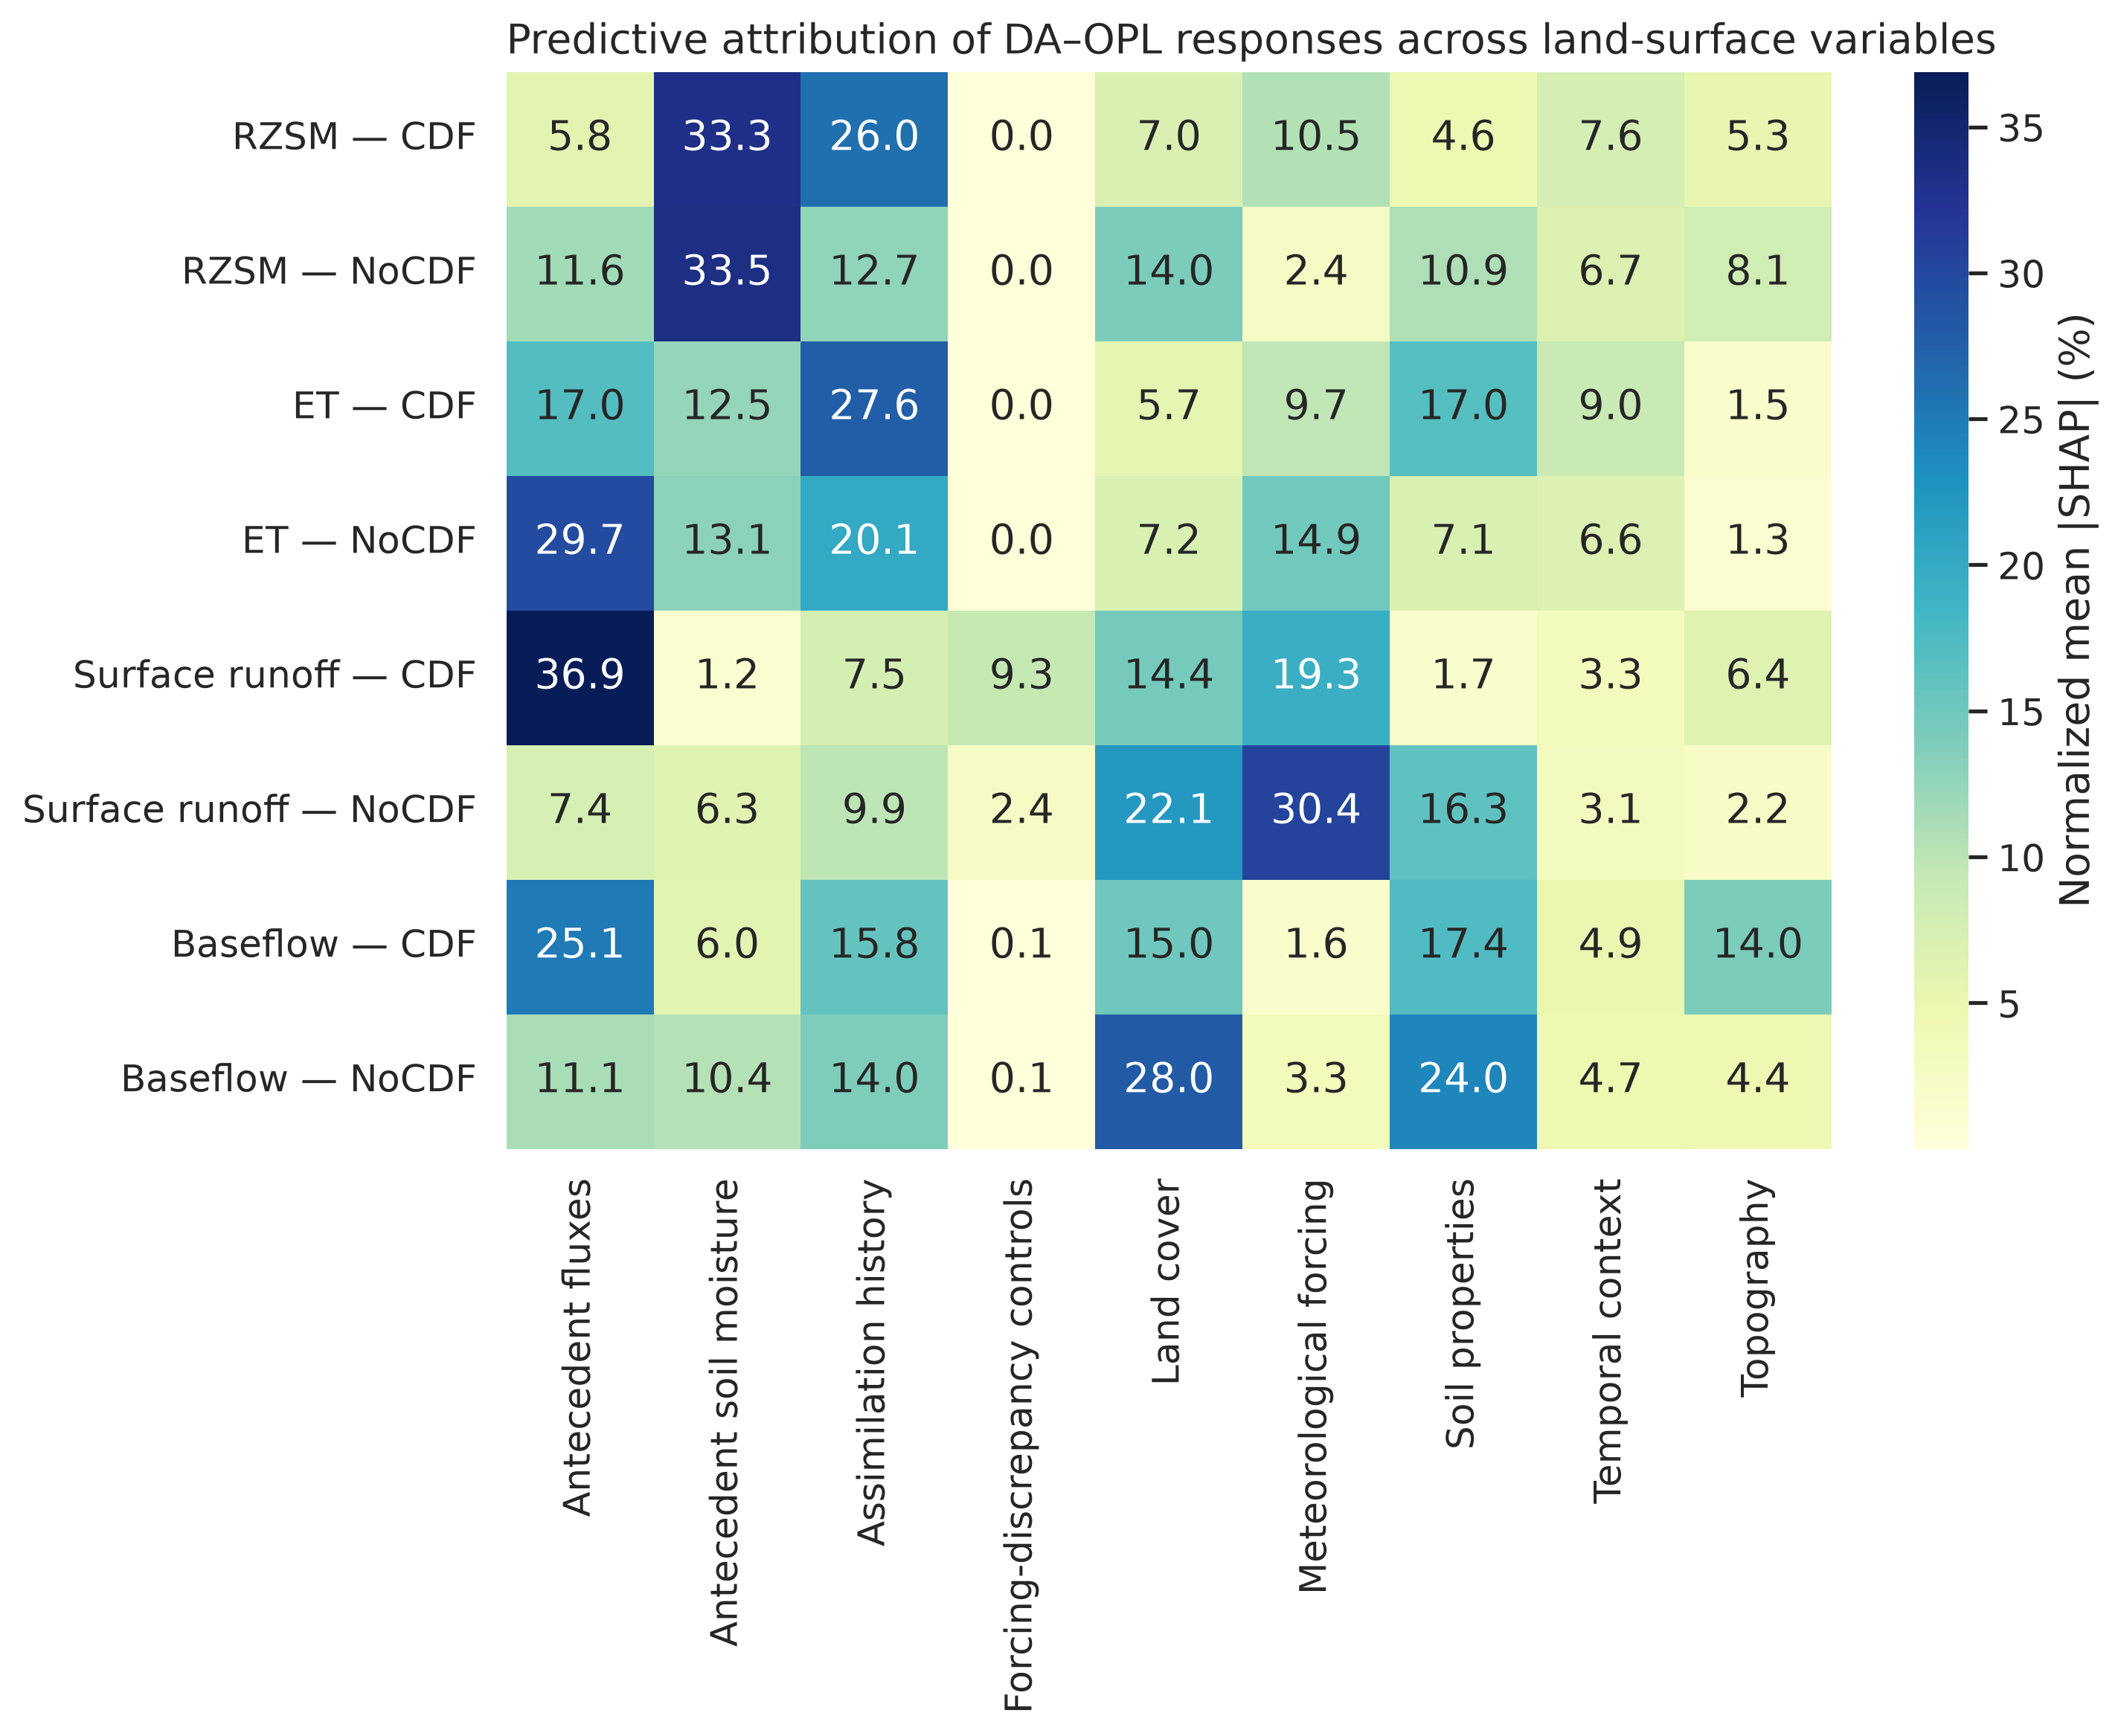 Predictive attribution of DA–OPL responses across land-surface variables
RZSM — CDF 5.8 33.3 26.0 0.0 7.0 10.5 4.6 7.6 5.3
RZSM — NoCDF 11.6 33.5 12.7 0.0 14.0 2.4 10.9 6.7 8.1
ET — CDF 17.0 12.5 27.6 0.0 5.7 9.7 17.0 9.0 1.5
ET — NoCDF 29.7 13.1 20.1 0.0 7.2 14.9 7.1 6.6 1.3
Surface runoff — CDF 36.9 1.2 7.5 9.3 14.4 19.3 1.7 3.3 6.4
Surface runoff — NoCDF 7.4 6.3 9.9 2.4 22.1 30.4 16.3 3.1 2.2
Baseflow — CDF 25.1 6.0 15.8 0.1 15.0 1.6 17.4 4.9 14.0
Baseflow — NoCDF 11.1 10.4 14.0 0.1 28.0 3.3 24.0 4.7 4.4
Antecedent fluxes
Antecedent soil moisture
Assimilation history
Forcing-discrepancy controls
Land cover
Meteorological forcing
Soil properties
Temporal context
Topography
35
30
25
20
15
10
5
Normalized mean |SHAP| (%)